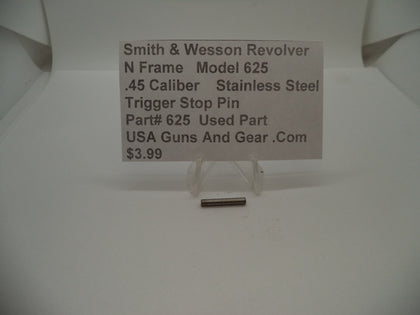 Smith & Wesson Revolver
N Frame Model 625
.45 Caliber Stainless Steel
Trigger Stop Pin
Part# 625 Used Part
USA Guns And Gear .Com
$3.99